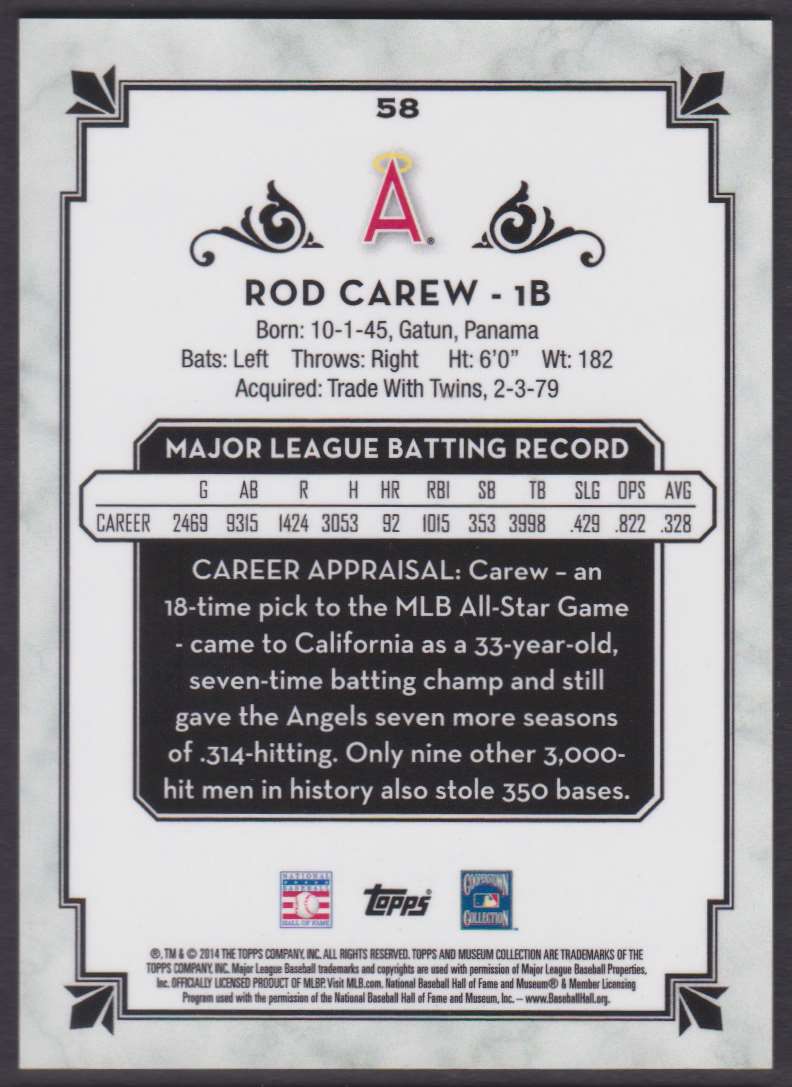 58
A®
ROD CAREW - 1B
Born: 10-1-45, Gatun, Panama
Bats: Left Throws: Right Ht: 6'0" Wt: 182
Acquired: Trade With Twins, 2-3-79
MAJOR LEAGUE BATTING RECORD
G AB R H HR RBI SB TB SLG OPS AVG
CAREER 2469 9315 1424 3053 92 1015 353 3998 .429 .822 .328
CAREER APPRAISAL: Carew – an
18-time pick to the MLB All-Star Game
- came to California as a 33-year-old,
seven-time batting champ and still
gave the Angels seven more seasons
of .314-hitting. Only nine other 3,000-
hit men in history also stole 350 bases.
NATIONAL
BASEBALL
HALL OF FAME
Topps®
COOPERSTOWN
COLLECTION
®, TM & © 2014 THE TOPPS COMPANY, INC. ALL RIGHTS RESERVED. TOPPS AND MUSEUM COLLECTION ARE TRADEMARKS OF THE
TOPPS COMPANY, INC. Major League Baseball trademarks and copyrights are used with permission of Major League Baseball Properties,
Inc. OFFICIALLY LICENSED PRODUCT OF MLBP. Visit MLB.com. National Baseball Hall of Fame and Museum® & Member Licensing
Program used with the permission of the National Baseball Hall of Fame and Museum, Inc. – www.BaseballHall.org.